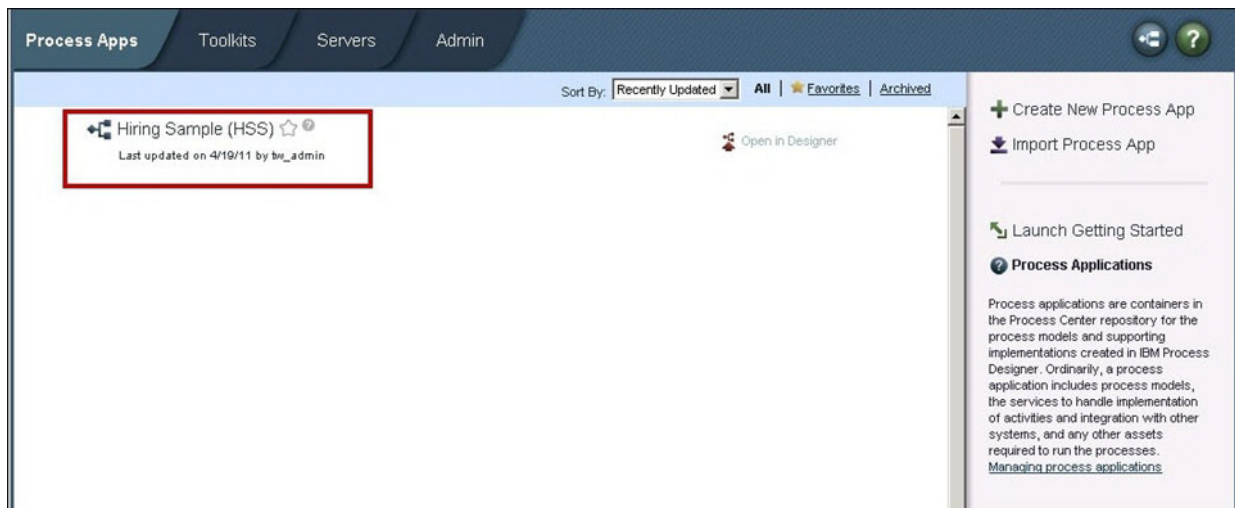 Process Apps Toolkits Servers Admin
Sort By: Recently Updated All | Favorites | Archived
Hiring Sample (HSS)
Last updated on 4/19/11 by tw_admin
Open in Designer
Create New Process App
Import Process App
Launch Getting Started
Process Applications
Process applications are containers in
the Process Center repository for the
process models and supporting
implementations created in IBM Process
Designer. Ordinarily, a process
application includes process models,
the services to handle implementation
of activities and integration with other
systems, and any other assets
required to run the processes.
Managing process applications